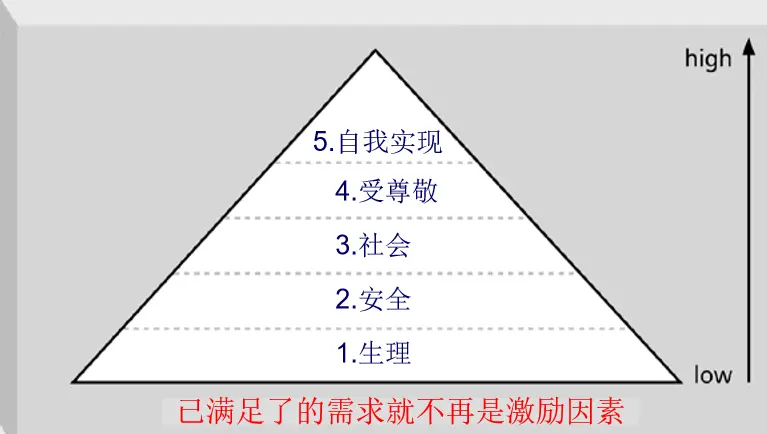 high
5.自我实现
4.受尊敬
3.社会
2.安全
1.生理
low
已满足了的需求就不再是激励因素